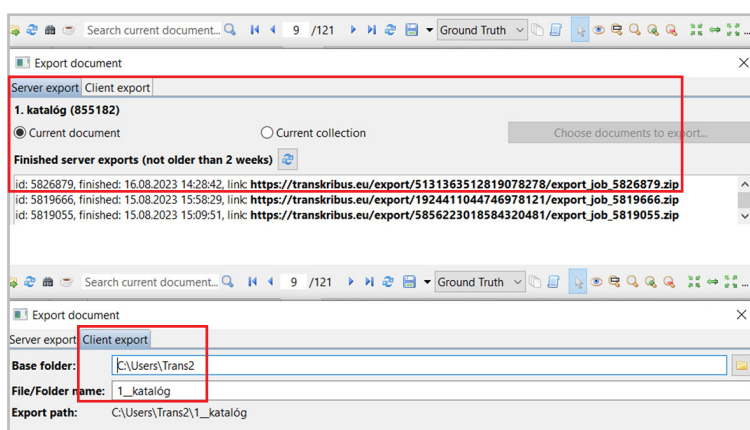 Search current document... 9 /121 Ground Truth ...
Export document
Server export Client export
1. katalóg (855182)
Current document Current collection Choose documents to export...
Finished server exports (not older than 2 weeks)
id: 5826879, finished: 16.08.2023 14:28:42, link: https://transkribus.eu/export/5131363512819078278/export_job_5826879.zip
id: 5819666, finished: 15.08.2023 15:58:29, link: https://transkribus.eu/export/1924411044746978121/export_job_5819666.zip
id: 5819055, finished: 15.08.2023 15:09:51, link: https://transkribus.eu/export/5856223018584320481/export_job_5819055.zip
Search current document... 9 /121 Ground Truth ...
Export document
Server export Client export
Base folder: C:\Users\Trans2
File/Folder name: 1__katalóg
Export path: C:\Users\Trans2\1__katalóg